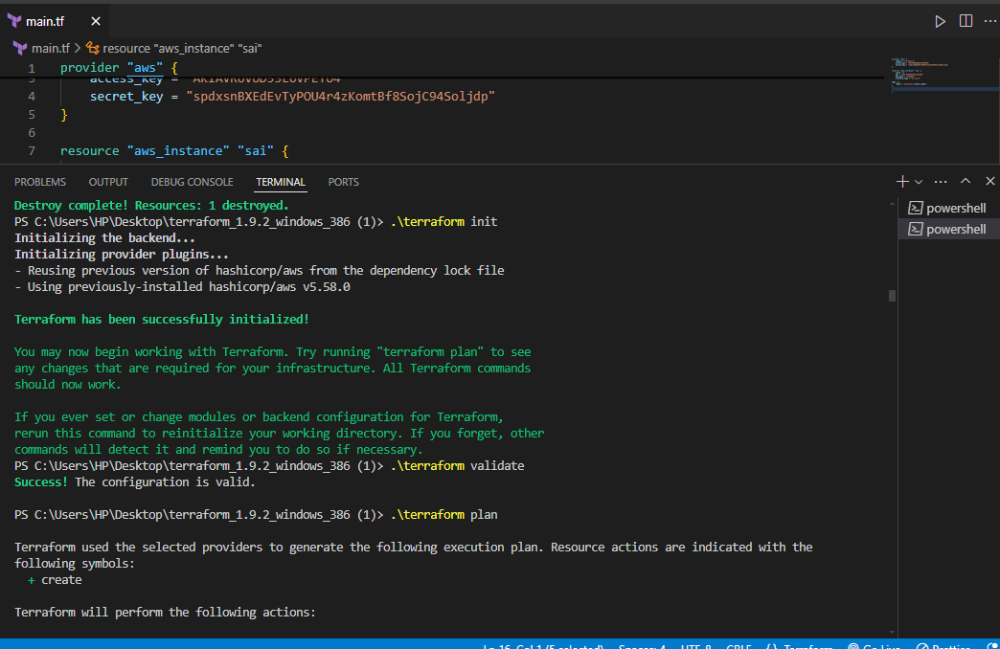 main.tf
main.tf > resource "aws_instance" "sai"
1 provider "aws" {
access_key = [redacted]
4 secret_key = "[redacted]"
5 }
6
7 resource "aws_instance" "sai" {
PROBLEMS OUTPUT DEBUG CONSOLE TERMINAL PORTS
powershell
powershell
Destroy complete! Resources: 1 destroyed.
PS C:\Users\HP\Desktop\terraform_1.9.2_windows_386 (1)> .\terraform init
Initializing the backend...
Initializing provider plugins...
- Reusing previous version of hashicorp/aws from the dependency lock file
- Using previously-installed hashicorp/aws v5.58.0
Terraform has been successfully initialized!
You may now begin working with Terraform. Try running "terraform plan" to see
any changes that are required for your infrastructure. All Terraform commands
should now work.
If you ever set or change modules or backend configuration for Terraform,
rerun this command to reinitialize your working directory. If you forget, other
commands will detect it and remind you to do so if necessary.
PS C:\Users\HP\Desktop\terraform_1.9.2_windows_386 (1)> .\terraform validate
Success! The configuration is valid.
PS C:\Users\HP\Desktop\terraform_1.9.2_windows_386 (1)> .\terraform plan
Terraform used the selected providers to generate the following execution plan. Resource actions are indicated with the
following symbols:
+ create
Terraform will perform the following actions:
Ln 16, Col 1 (5 selected) Spaces: 4 UTF-8 CRLF {} Terraform Go Live Prettier